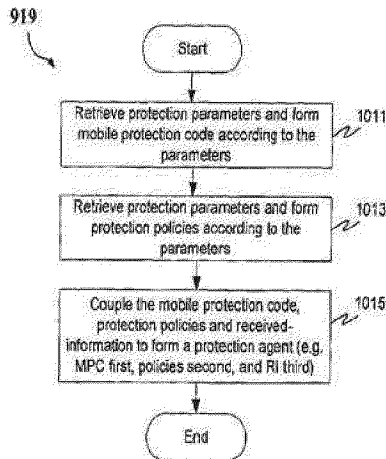 919
Start
Retrieve protection parameters and form
mobile protection code according to the
parameters
1011
Retrieve protection parameters and form
protection policies according to the
parameters
1013
Couple the mobile protection code,
protection policies and received-
information to form a protection agent (e.g.
MPC first, policies second, and RI third)
1015
End